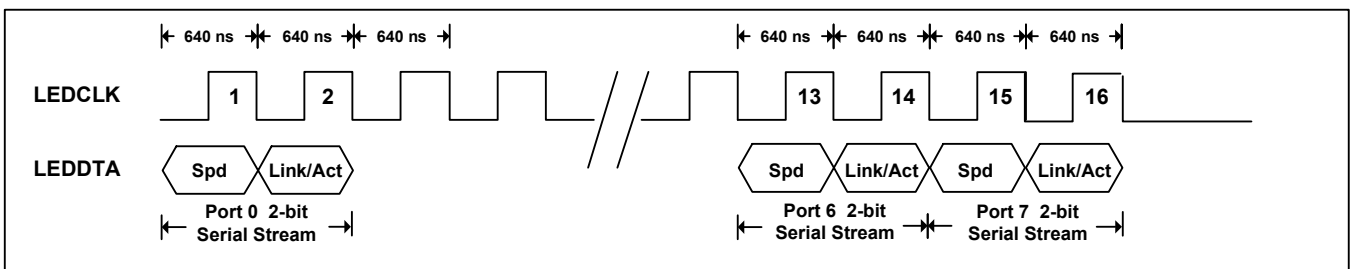 640 ns 640 ns 640 ns 640 ns 640 ns 640 ns 640 ns
LEDCLK 1 2 13 14 15 16
LEDDTA Spd Link/Act Spd Link/Act Spd Link/Act
Port 0 2-bit Port 6 2-bit Port 7 2-bit
Serial Stream Serial Stream Serial Stream